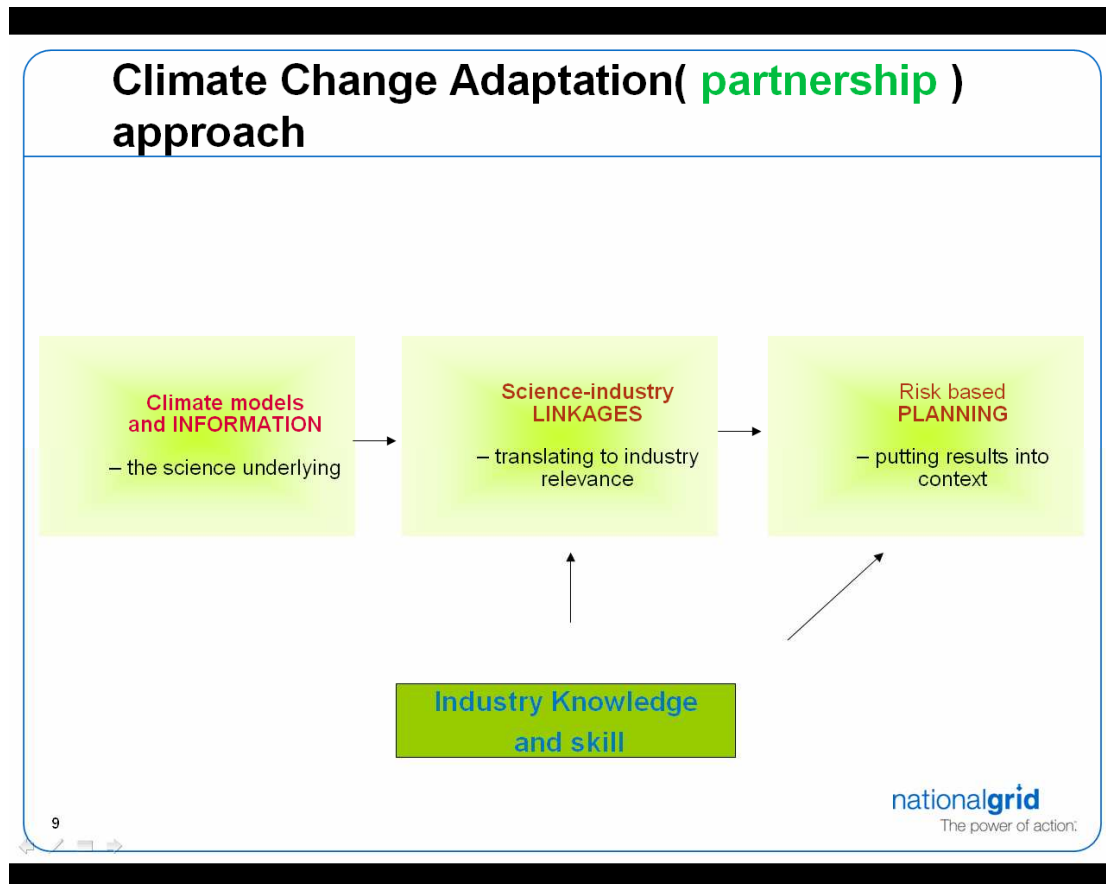 Climate Change Adaptation( partnership )
approach
Climate models
and INFORMATION
– the science underlying
Science-industry
LINKAGES
– translating to industry
relevance
Risk based
PLANNING
– putting results into
context
Industry Knowledge
and skill
9
nationalgrid
The power of action.